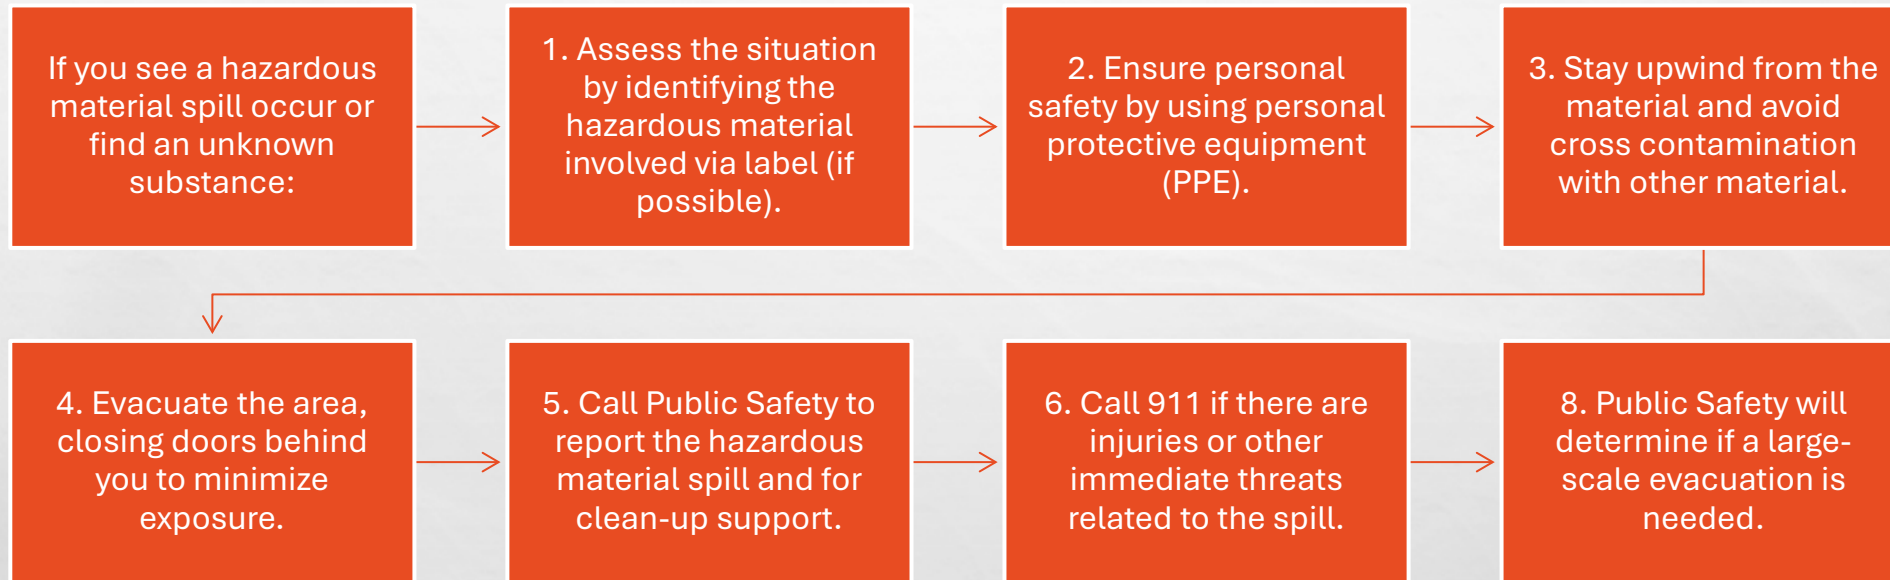 If you see a hazardous
material spill occur or
find an unknown
substance:
1. Assess the situation
by identifying the
hazardous material
involved via label (if
possible).
2. Ensure personal
safety by using personal
protective equipment
(PPE).
3. Stay upwind from the
material and avoid
cross contamination
with other material.
4. Evacuate the area,
closing doors behind
you to minimize
exposure.
5. Call Public Safety to
report the hazardous
material spill and for
clean-up support.
6. Call 911 if there are
injuries or other
immediate threats
related to the spill.
8. Public Safety will
determine if a large-
scale evacuation is
needed.